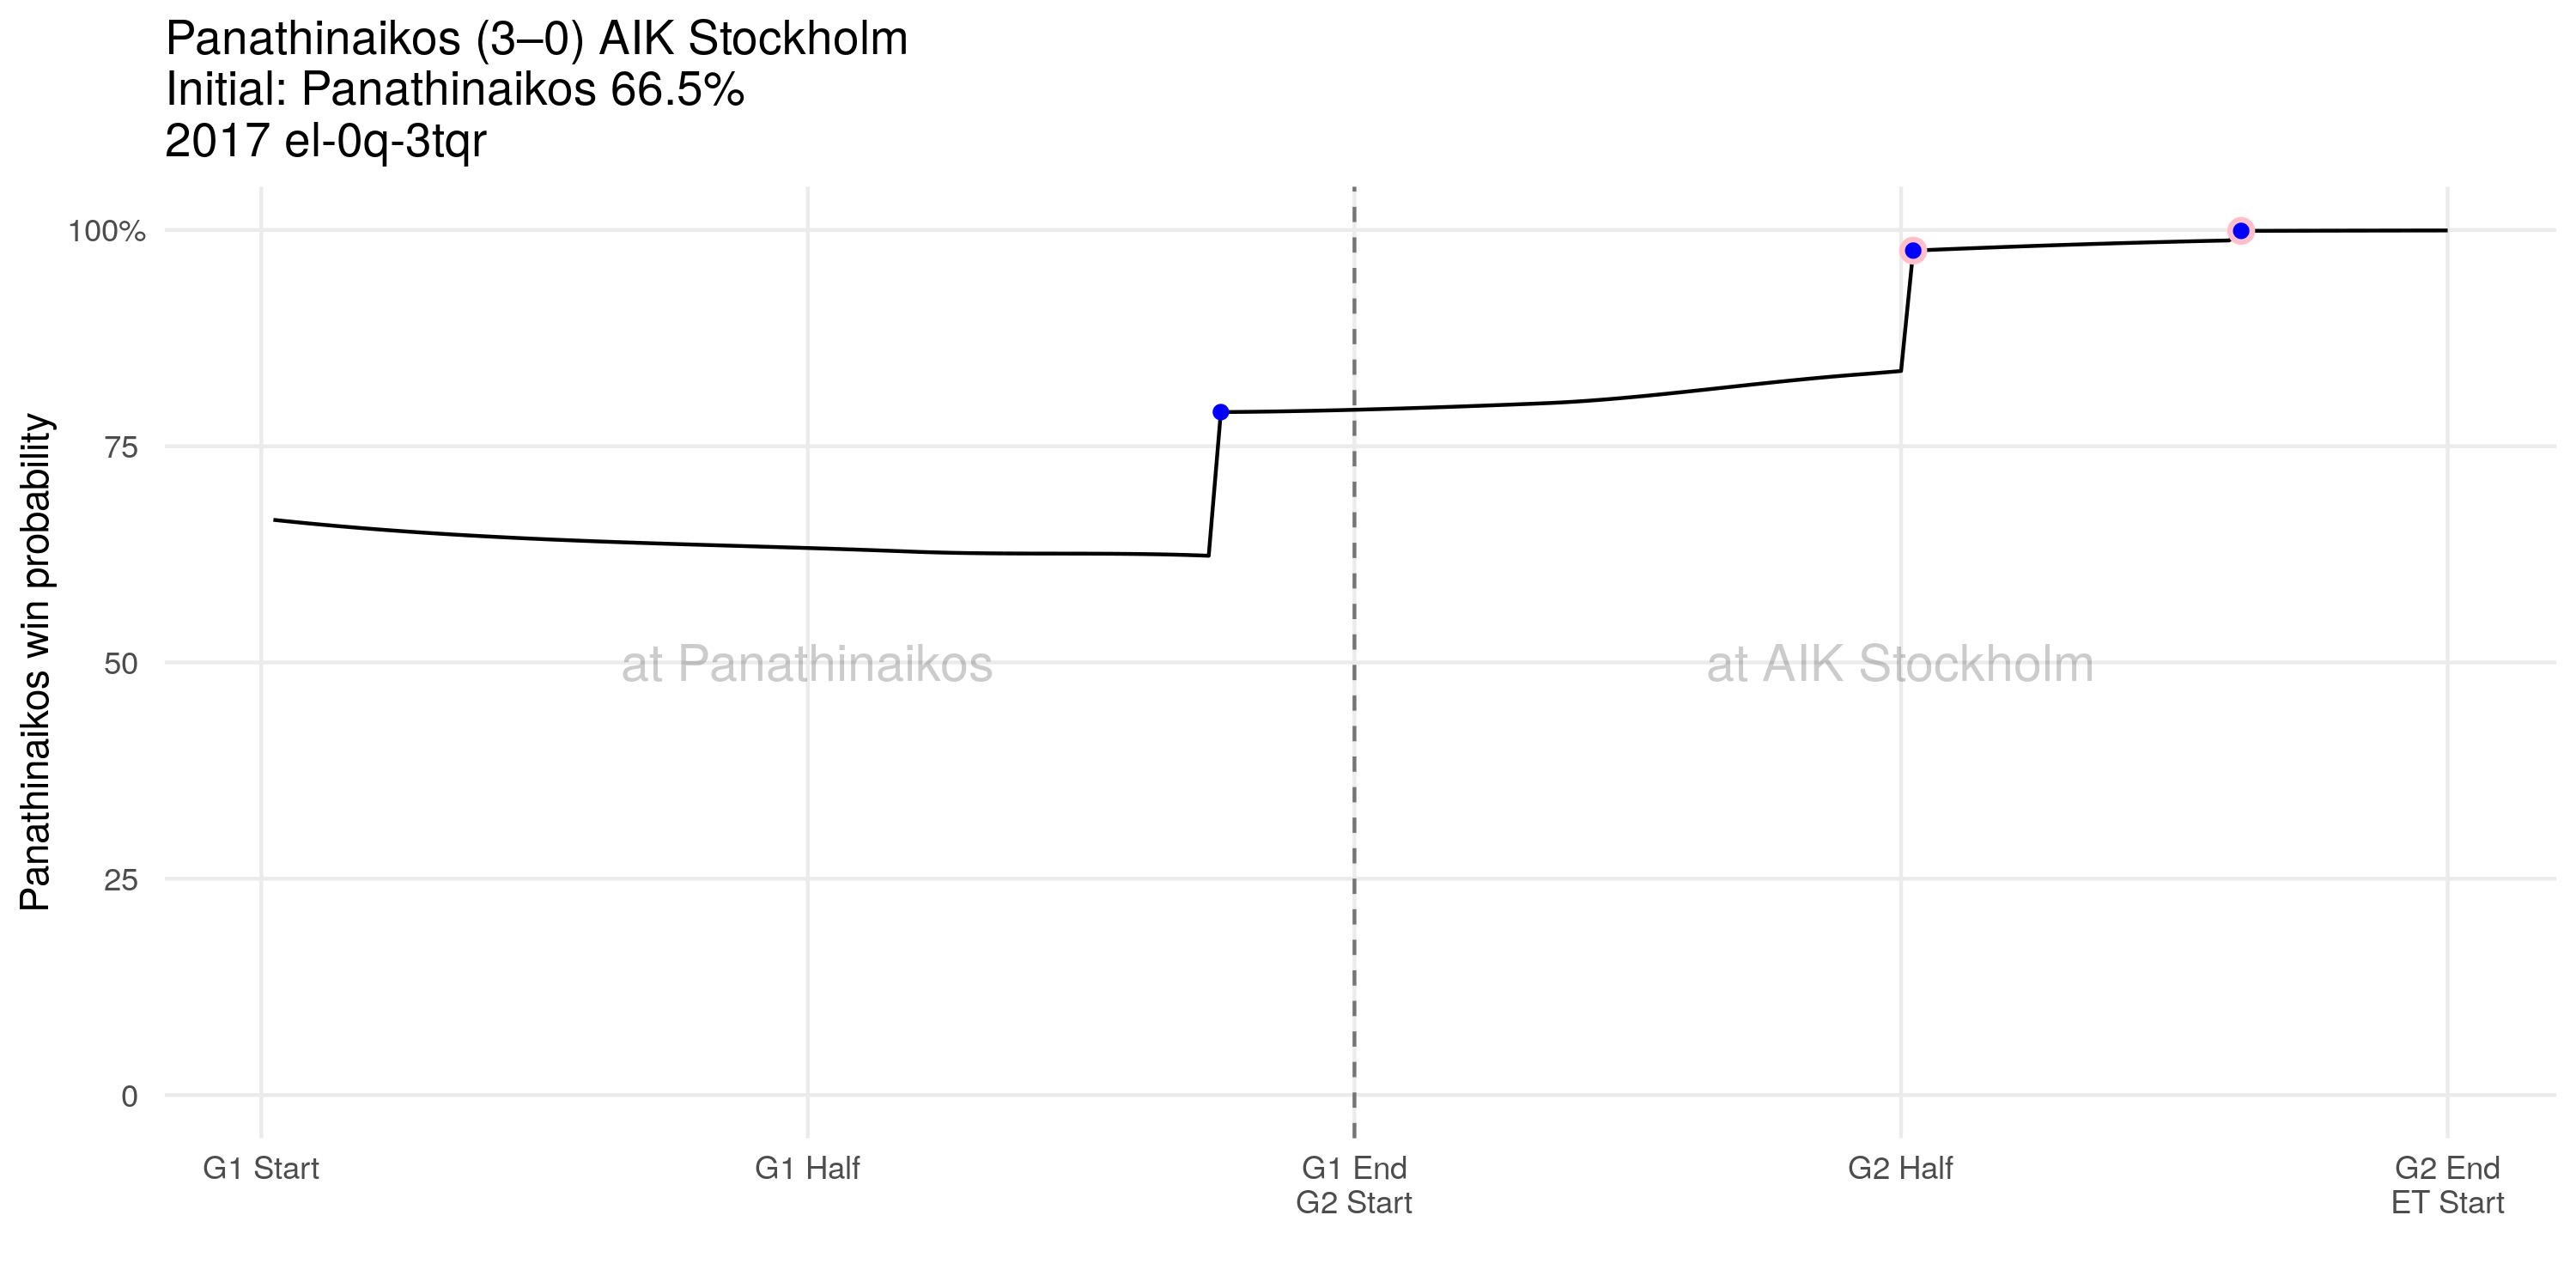 Panathinaikos (3–0) AIK Stockholm
Initial: Panathinaikos 66.5%
2017 el-0q-3tqr
Panathinaikos win probability
100%
75
50
25
0
at Panathinaikos
at AIK Stockholm
G1 Start
G1 Half
G1 End
G2 Start
G2 Half
G2 End
ET Start